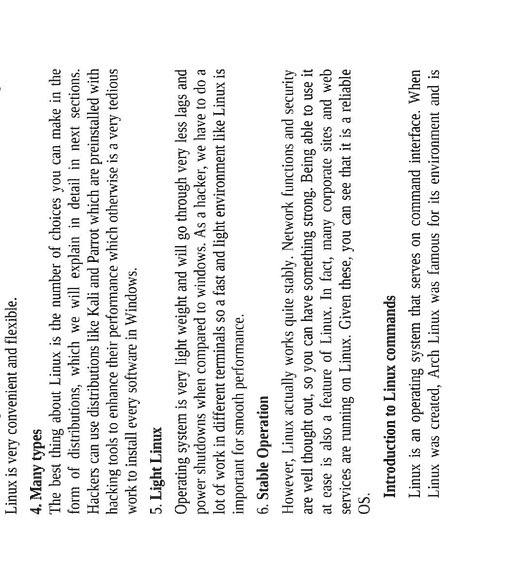 Linux is very convenient and flexible.
4. Many types
The best thing about Linux is the number of choices you can make in the
form of distributions, which we will explain in detail in next sections.
Hackers can use distributions like Kali and Parrot which are preinstalled with
hacking tools to enhance their performance which otherwise is a very tedious
work to install every software in Windows.
5. Light Linux
Operating system is very light weight and will go through very less lags and
power shutdowns when compared to windows. As a hacker, we have to do a
lot of work in different terminals so a fast and light environment like Linux is
important for smooth performance.
6. Stable Operation
However, Linux actually works quite stably. Network functions and security
are well thought out, so you can have something strong. Being able to use it
at ease is also a feature of Linux. In fact, many corporate sites and web
services are running on Linux. Given these, you can see that it is a reliable
OS.
Introduction to Linux commands
Linux is an operating system that serves on command interface. When
Linux was created, Arch Linux was famous for its environment and is